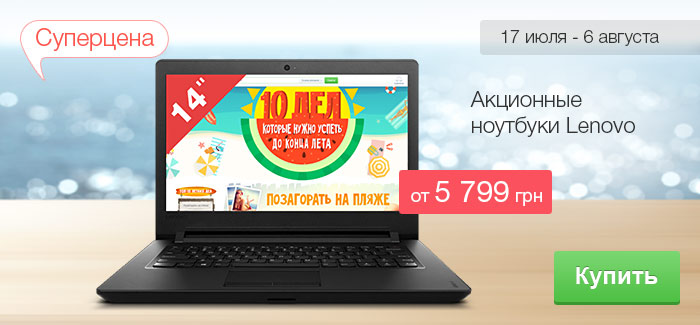 Суперцена
17 июля - 6 августа
14"
10 ДЕЛ
КОТОРЫЕ НУЖНО УСПЕТЬ
ДО КОНЦА ЛЕТА
ПОЗАГОРАТЬ НА ПЛЯЖЕ
Акционные
ноутбуки Lenovo
от 5 799 грн
Купить